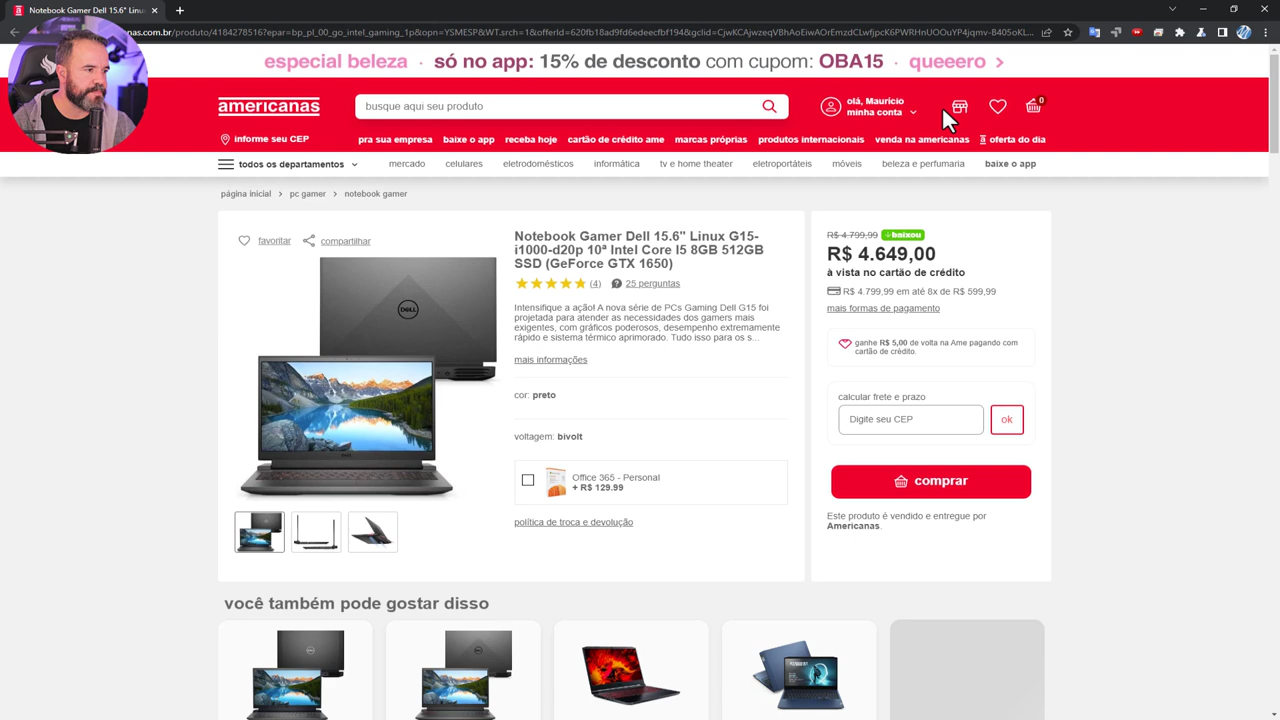 Notebook Gamer Dell 15.6" L
anas.com.br/produto/4184278516?epar=bp_pl_00_go_intel_gaming_1p&opn=YSMESP&WT.srch=1&offerId=620fb18ad9fd6edeecfbf194&gclid=
especial beleza · só no app: 15% de desconto com cupom: OBA15 · queeero >
americanas
busque aqui seu produto
olá, Maurício
minha conta
0
informe seu CEP
pra sua empresa baixe o app receba hoje cartão de crédito ame marcas próprias produtos internacionais venda na americanas oferta do dia
todos os departamentos mercado celulares eletrodomésticos informática tv e home theater eletroportáteis móveis beleza e perfumaria baixe o app
página inicial > pc gamer > notebook gamer
favoritar compartilhar
Notebook Gamer Dell 15.6" Linux G15-
i1000-d20p 10ª Intel Core I5 8GB 512GB
SSD (GeForce GTX 1650)
(4) 25 perguntas
Intensifique a ação! A nova série de PCs Gaming Dell G15 foi
projetada para atender as necessidades dos gamers mais
exigentes, com gráficos poderosos, desempenho extremamente
rápido e sistema térmico aprimorado. Tudo isso para os s...
mais informações
cor: preto
voltagem: bivolt
Office 365 - Personal
+ R$ 129.99
política de troca e devolução
DELL
R$ 4.799,99 baixou
R$ 4.649,00
à vista no cartão de crédito
R$ 4.799,99 em até 8x de R$ 599,99
mais formas de pagamento
ganhe R$ 5,00 de volta na Ame pagando com
cartão de crédito.
calcular frete e prazo
Digite seu CEP
ok
comprar
Este produto é vendido e entregue por
Americanas.
você também pode gostar disso